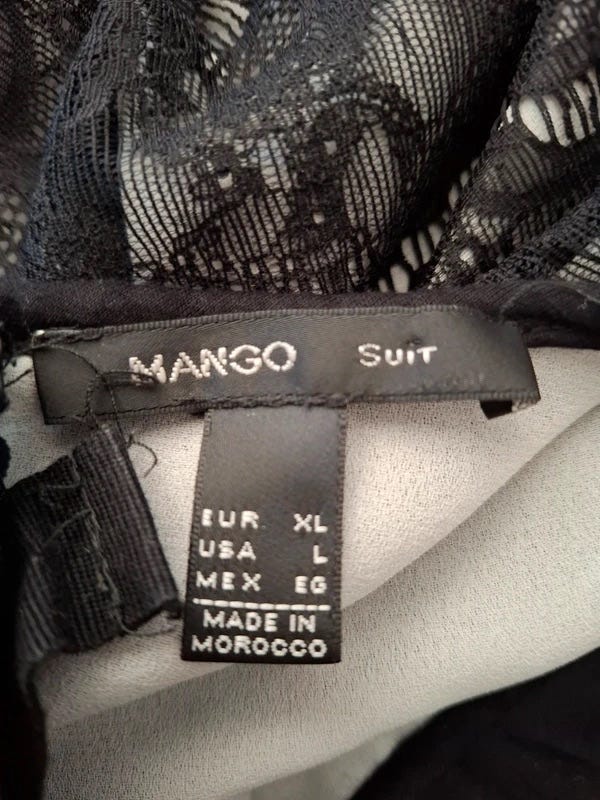 MANGO SUIT
EUR XL
USA L
MEX EG
MADE IN
MOROCCO